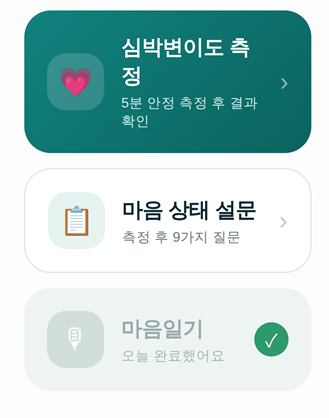 심박변이도 측
정
5분 안정 측정 후 결과
확인
마음 상태 설문
측정 후 9가지 질문
마음일기
오늘 완료했어요